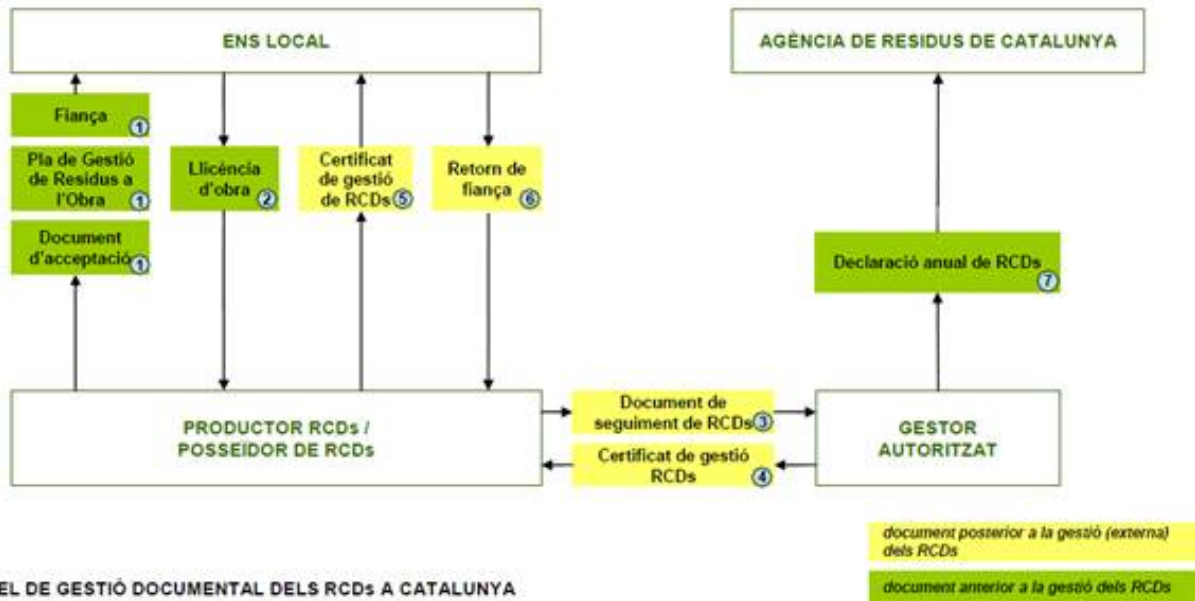 ENS LOCAL
AGÈNCIA DE RESIDUS DE CATALUNYA
Fiança
1
Pla de Gestió
de Residus a
l'Obra
1
Document
d'acceptació
1
Llicència
d'obra
2
Certificat
de gestió
de RCDs
5
Retorn de
fiança
6
Declaració anual de RCDs
7
PRODUCTOR RCDs /
POSSEÏDOR DE RCDs
Document de
seguiment de RCDs
3
Certificat de gestió
RCDs
4
GESTOR
AUTORITZAT
document posterior a la gestió (externa)
dels RCDs
document anterior a la gestió dels RCDs
EL DE GESTIÓ DOCUMENTAL DELS RCDs A CATALUNYA